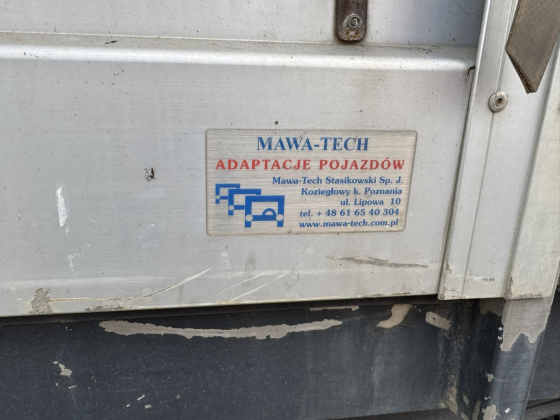 MAWA-TECH
ADAPTACJE POJAZDÓW
Mawa-Tech Stasikowski Sp. J.
Koziegłowy k. Poznania
ul. Lipowa 10
tel. + 48 61 65 40 304
www.mawa-tech.com.pl